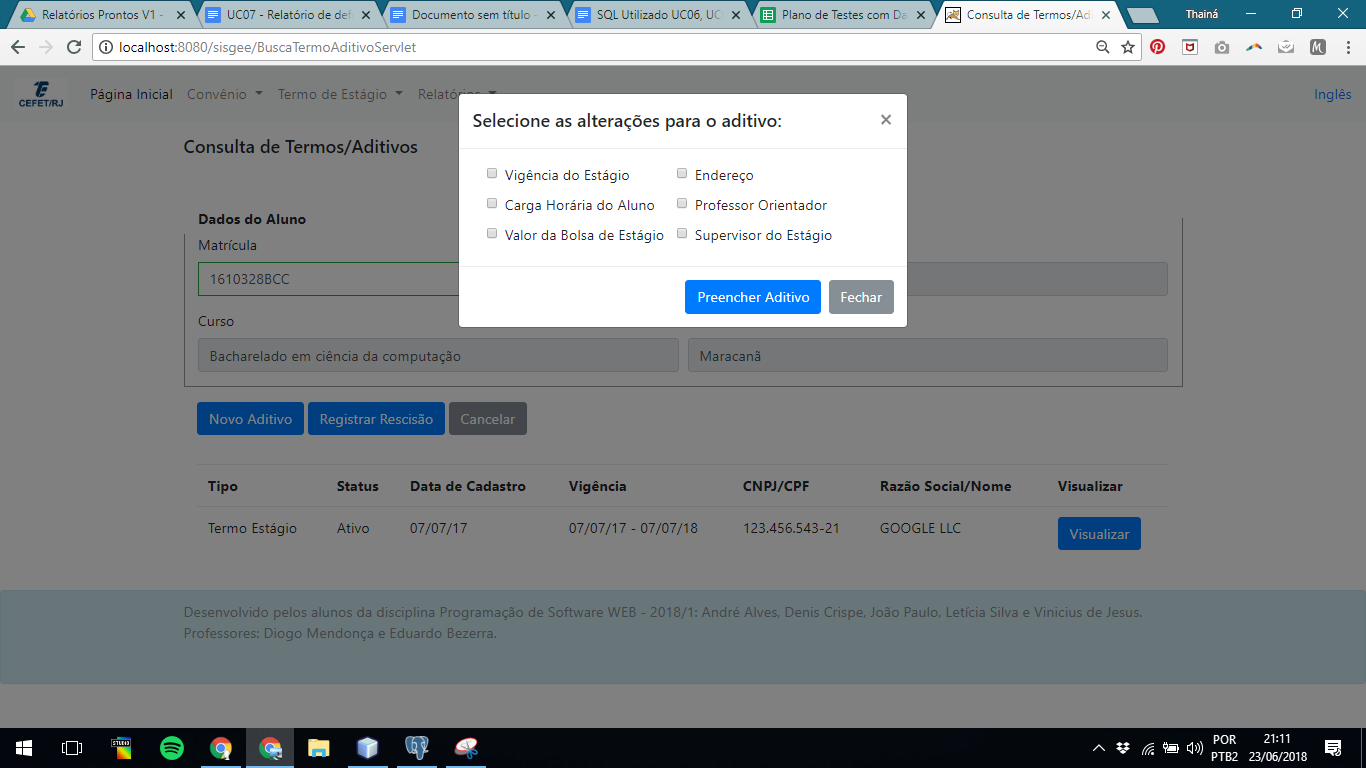 Relatórios Prontos V1 -
UC07 - Relatório de def
Documento sem título -
SQL Utilizado UC06, UC
Plano de Testes com Da
Consulta de Termos/Adi
Thainá
localhost:8080/sisgee/BuscaTermoAditivoServlet
CEFET/RJ
Página Inicial Convênio Termo de Estágio Relatórios
Inglês
Selecione as alterações para o aditivo: ×
Vigência do Estágio Endereço
Carga Horária do Aluno Professor Orientador
Valor da Bolsa de Estágio Supervisor do Estágio
Preencher Aditivo Fechar
Consulta de Termos/Aditivos
Dados do Aluno
Matrícula
1610328BCC
Curso
Bacharelado em ciência da computação Maracanã
Novo Aditivo Registrar Rescisão Cancelar
Tipo Status Data de Cadastro Vigência CNPJ/CPF Razão Social/Nome Visualizar
Termo Estágio Ativo 07/07/17 07/07/17 - 07/07/18 123.456.543-21 GOOGLE LLC Visualizar
Desenvolvido pelos alunos da disciplina Programação de Software WEB - 2018/1: André Alves, Denis Crispe, João Paulo, Letícia Silva e Vinicius de Jesus.
Professores: Diogo Mendonça e Eduardo Bezerra.
STUDIO
POR
PTB2
21:11
23/06/2018